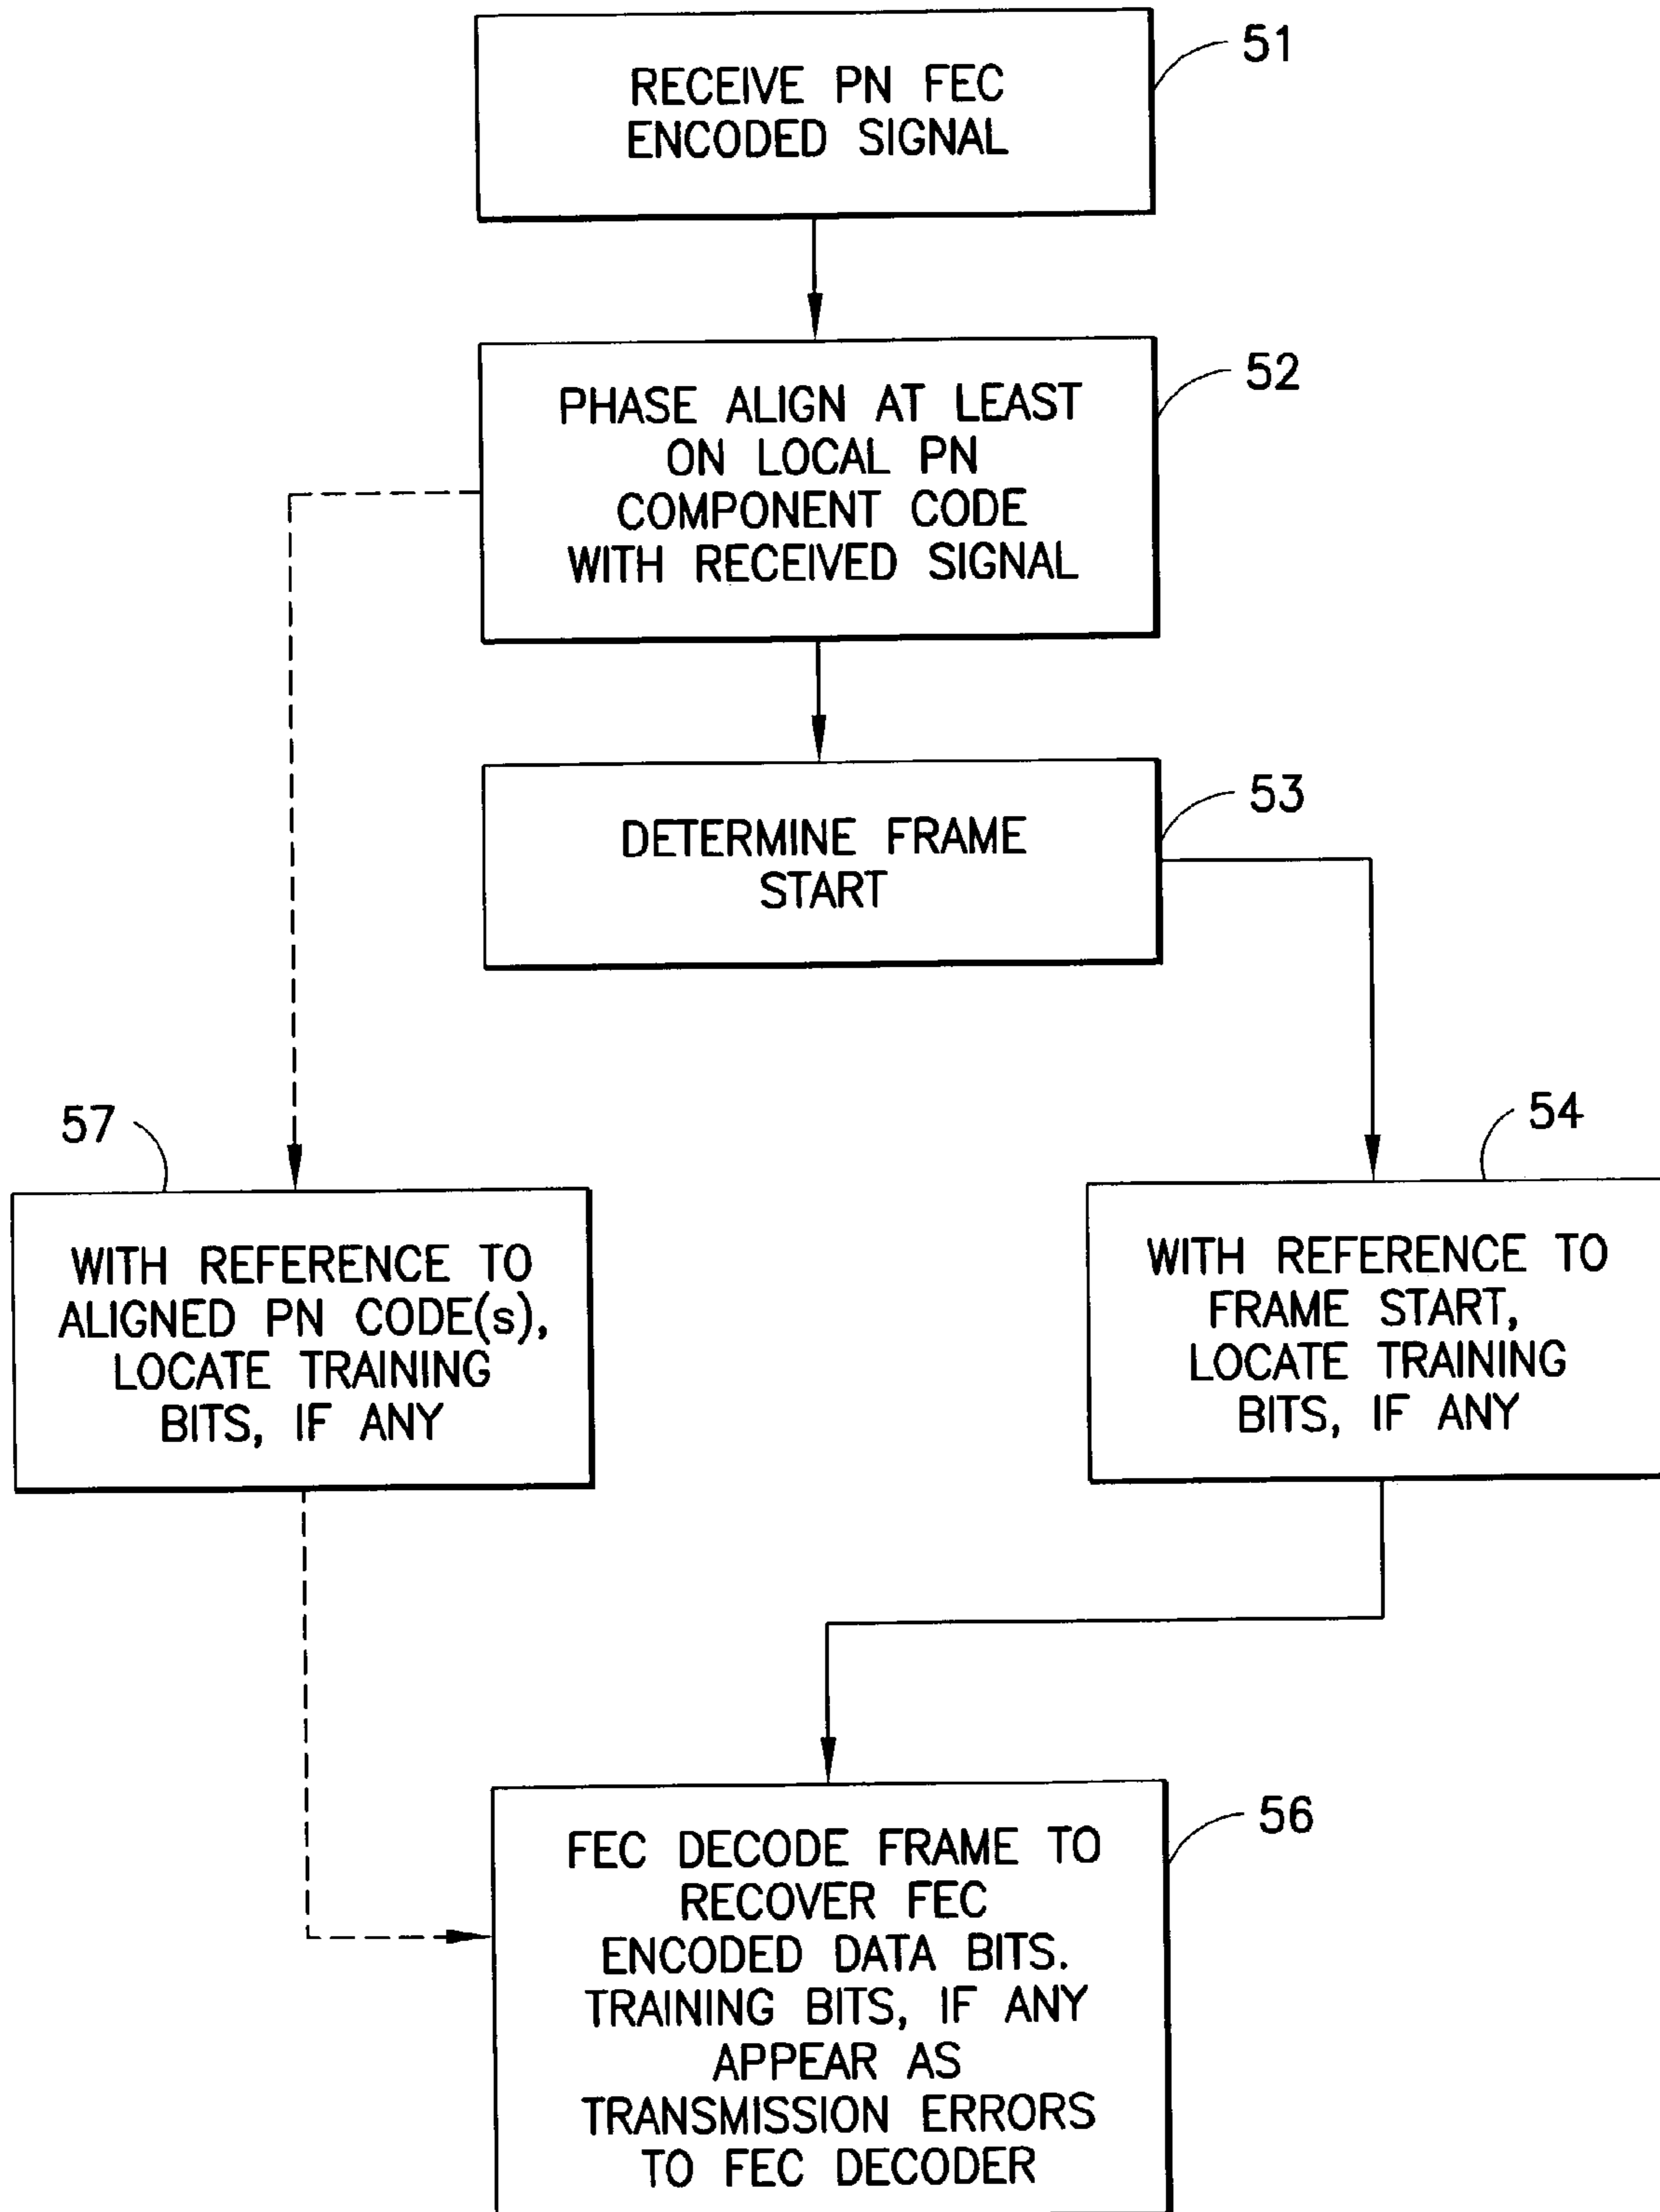 51
RECEIVE PN FEC
ENCODED SIGNAL
52
PHASE ALIGN AT LEAST
ON LOCAL PN
COMPONENT CODE
WITH RECEIVED SIGNAL
53
DETERMINE FRAME
START
57
WITH REFERENCE TO
ALIGNED PN CODE(s),
LOCATE TRAINING
BITS, IF ANY
54
WITH REFERENCE TO
FRAME START,
LOCATE TRAINING
BITS, IF ANY
56
FEC DECODE FRAME TO
RECOVER FEC
ENCODED DATA BITS.
TRAINING BITS, IF ANY
APPEAR AS
TRANSMISSION ERRORS
TO FEC DECODER